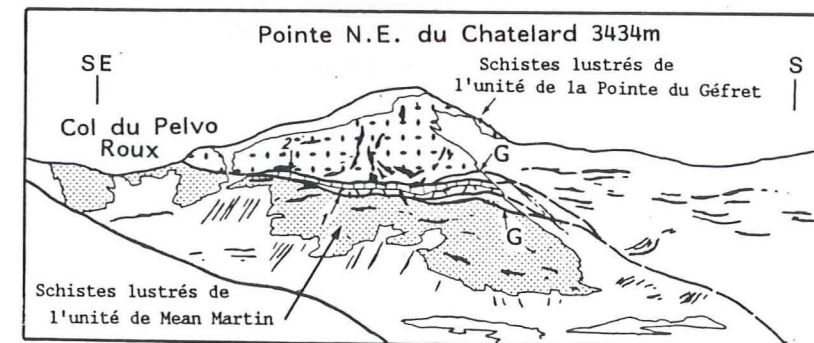 Pointe N.E. du Chatelard 3434m
SE
Schistes lustrés de
l'unité de la Pointe du Géfret
S
Col du Pelvo
Roux
2
G
1
G
Schistes lustrés de
l'unité de Mean Martin